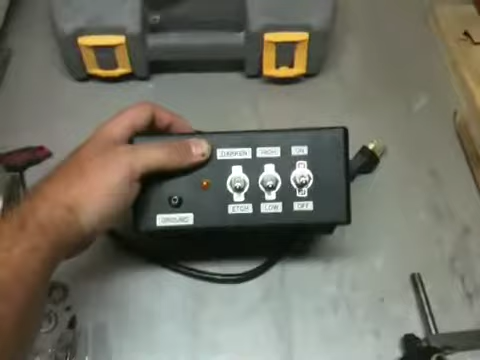 DARKEN
HIGH
ON
GROUND
ETCH
LOW
OFF